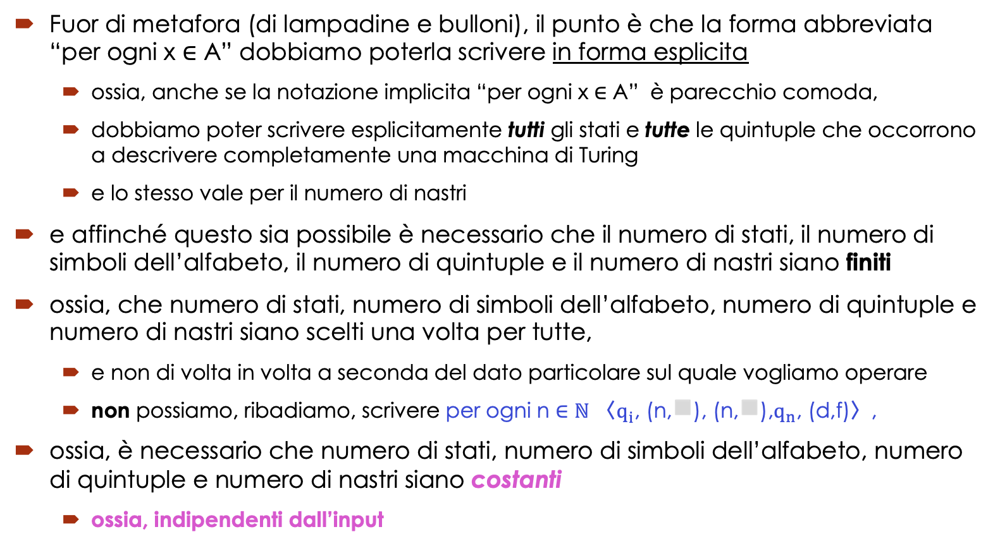 Fuor di metafora (di lampadine e bulloni), il punto è che la forma abbreviata
“per ogni x ∈ A” dobbiamo poterla scrivere in forma esplicita
ossia, anche se la notazione implicita “per ogni x ∈ A” è parecchio comoda,
dobbiamo poter scrivere esplicitamente tutti gli stati e tutte le quintuple che occorrono
a descrivere completamente una macchina di Turing
e lo stesso vale per il numero di nastri
e affinché questo sia possibile è necessario che il numero di stati, il numero di
simboli dell’alfabeto, il numero di quintuple e il numero di nastri siano finiti
ossia, che numero di stati, numero di simboli dell’alfabeto, numero di quintuple e
numero di nastri siano scelti una volta per tutte,
e non di volta in volta a seconda del dato particolare sul quale vogliamo operare
non possiamo, ribadiamo, scrivere per ogni n ∈ ℕ 〈qᵢ, (n,□), (n,□),qₙ, (d,f)〉,
ossia, è necessario che numero di stati, numero di simboli dell’alfabeto, numero
di quintuple e numero di nastri siano costanti
ossia, indipendenti dall’input